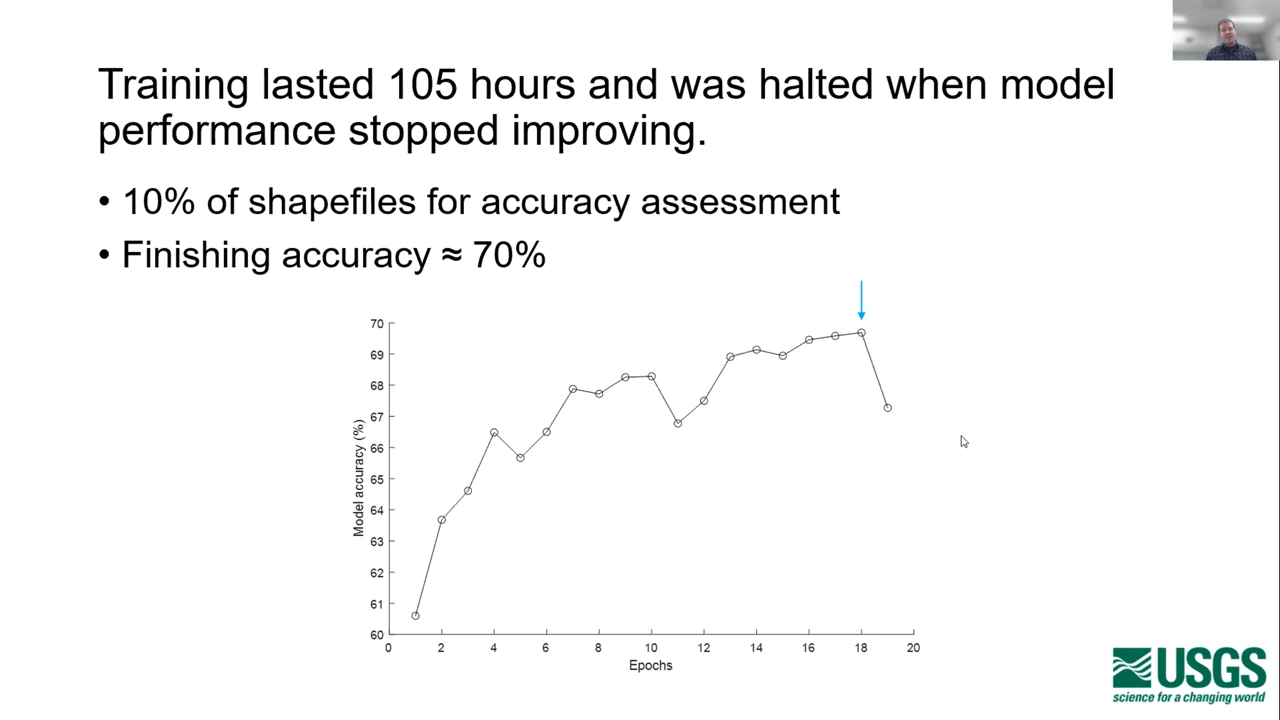 Training lasted 105 hours and was halted when model
performance stopped improving.
• 10% of shapefiles for accuracy assessment
• Finishing accuracy ≈ 70%
70
69
68
67
66
65
64
63
62
61
60
Model accuracy (%)
0 2 4 6 8 10 12 14 16 18 20
Epochs
USGS
science for a changing world